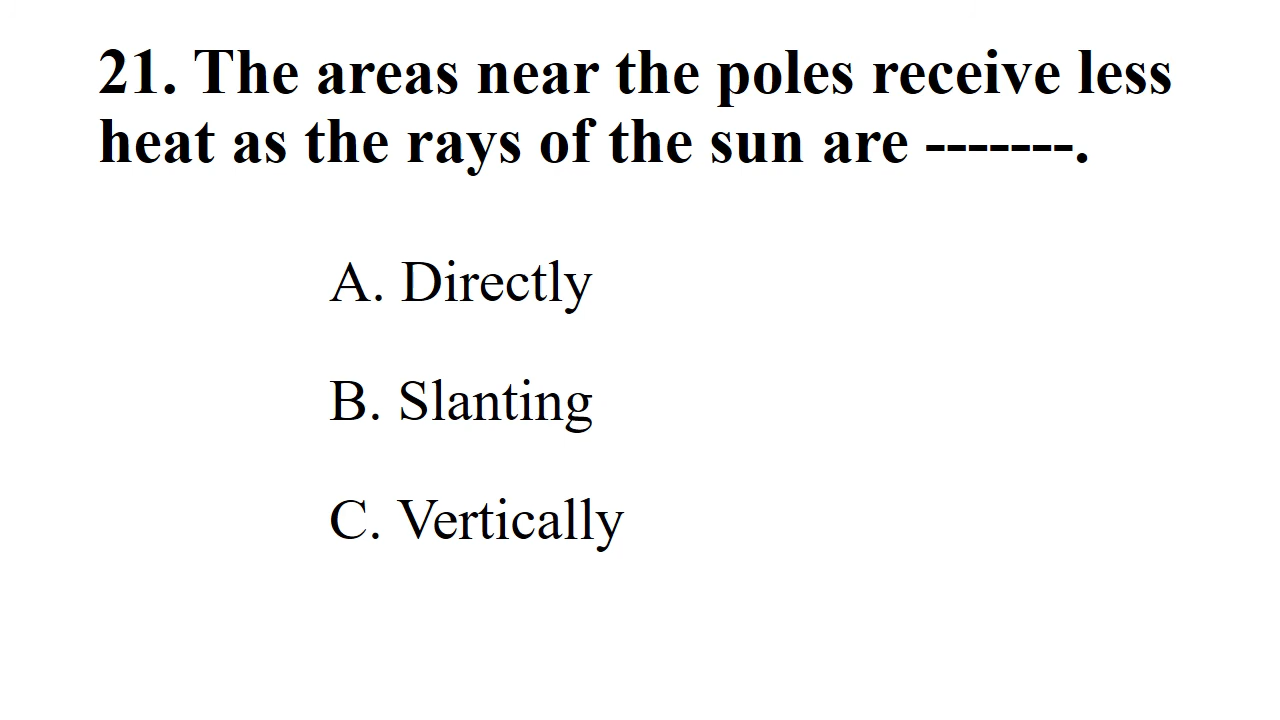 21. The areas near the poles receive less
heat as the rays of the sun are -------.
A. Directly
B. Slanting
C. Vertically